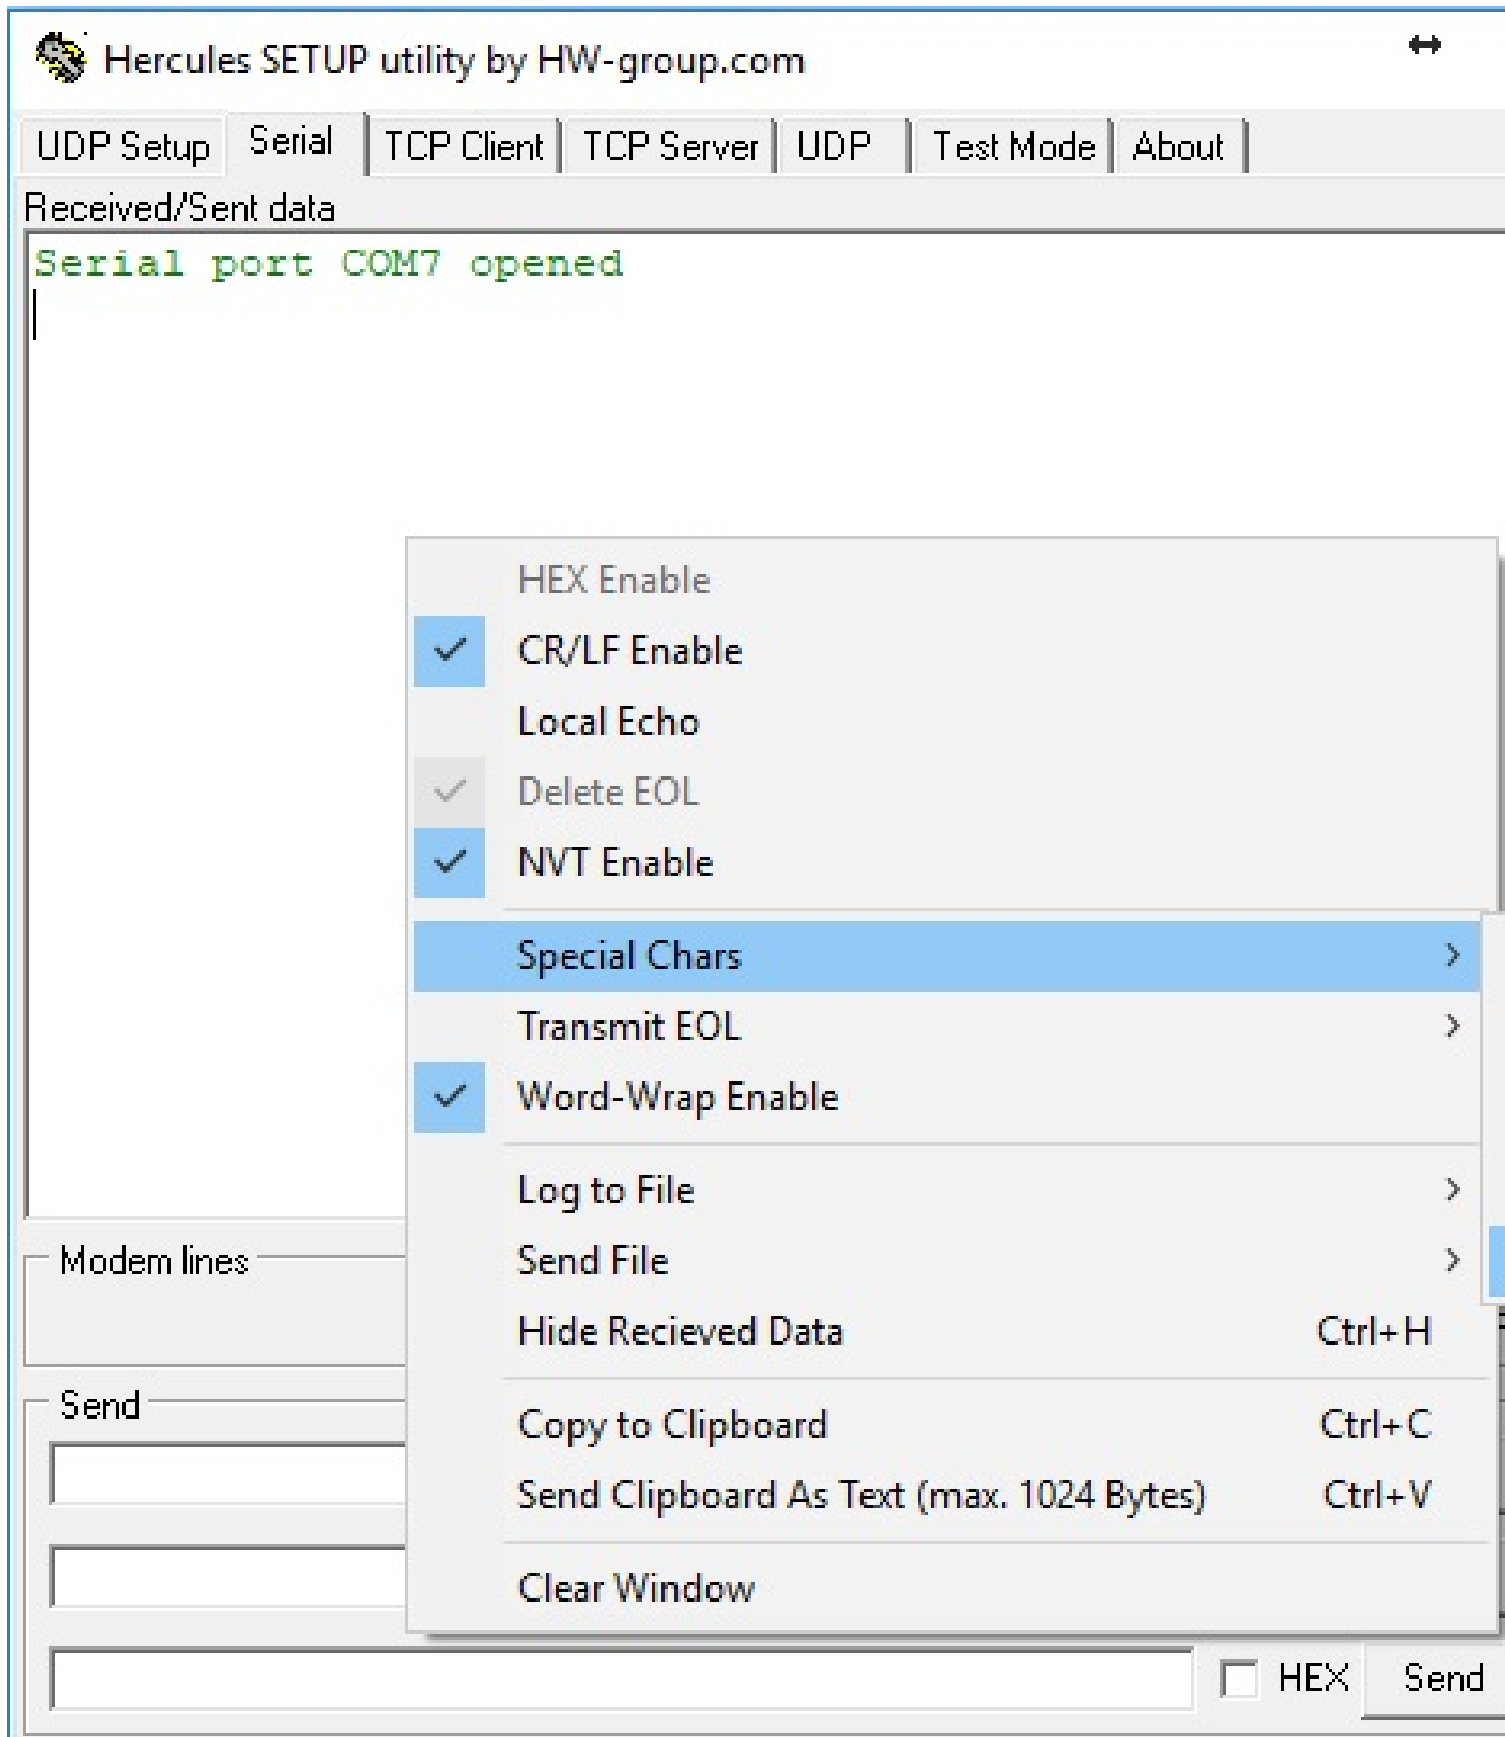 Hercules SETUP utility by HW-group.com
UDP Setup Serial TCP Client TCP Server UDP Test Mode About
Received/Sent data
Serial port COM7 opened
HEX Enable
CR/LF Enable
Local Echo
Delete EOL
NVT Enable
Special Chars
Transmit EOL
Word-Wrap Enable
Log to File
Modem lines
Send File
Hide Recieved Data Ctrl+H
Send
Copy to Clipboard Ctrl+C
Send Clipboard As Text (max. 1024 Bytes) Ctrl+V
Clear Window
HEX Send